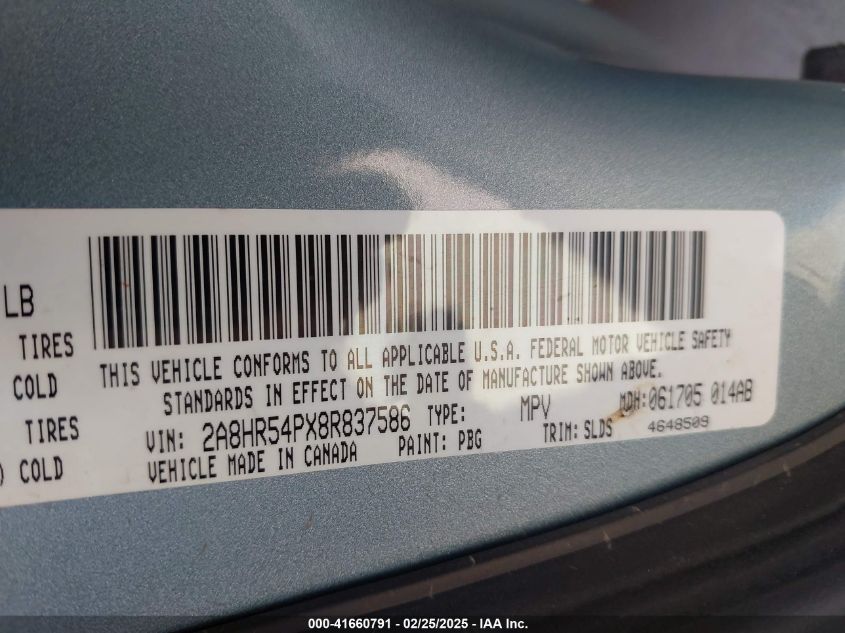 LB
TIRES
COLD
TIRES
) COLD
THIS VEHICLE CONFORMS TO ALL APPLICABLE U.S.A. FEDERAL MOTOR VEHICLE SAFETY
STANDARDS IN EFFECT ON THE DATE OF MANUFACTURE SHOWN ABOVE.
VIN: 2A8HR54PX8R837586 TYPE: MPV MDH:061705 014AB
VEHICLE MADE IN CANADA PAINT: PBG TRIM: SLDS 4648509
000-41660791 - 02/25/2025 - IAA Inc.